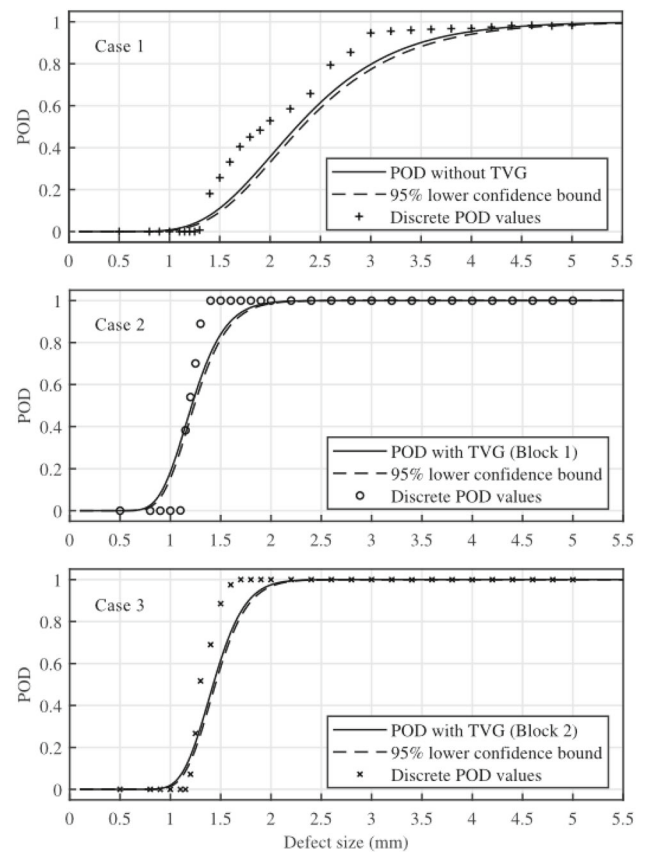 1
Case 1
0.8
0.6
POD
0.4
POD without TVG
0.2
95% lower confidence bound
Discrete POD values
0
0 0.5 1 1.5 2 2.5 3 3.5 4 4.5 5 5.5
1
Case 2
0.8
0.6
POD
0.4
POD with TVG (Block 1)
0.2
95% lower confidence bound
Discrete POD values
0
0 0.5 1 1.5 2 2.5 3 3.5 4 4.5 5 5.5
1
Case 3
0.8
0.6
POD
0.4
POD with TVG (Block 2)
0.2
95% lower confidence bound
Discrete POD values
0
0 0.5 1 1.5 2 2.5 3 3.5 4 4.5 5 5.5
Defect size (mm)